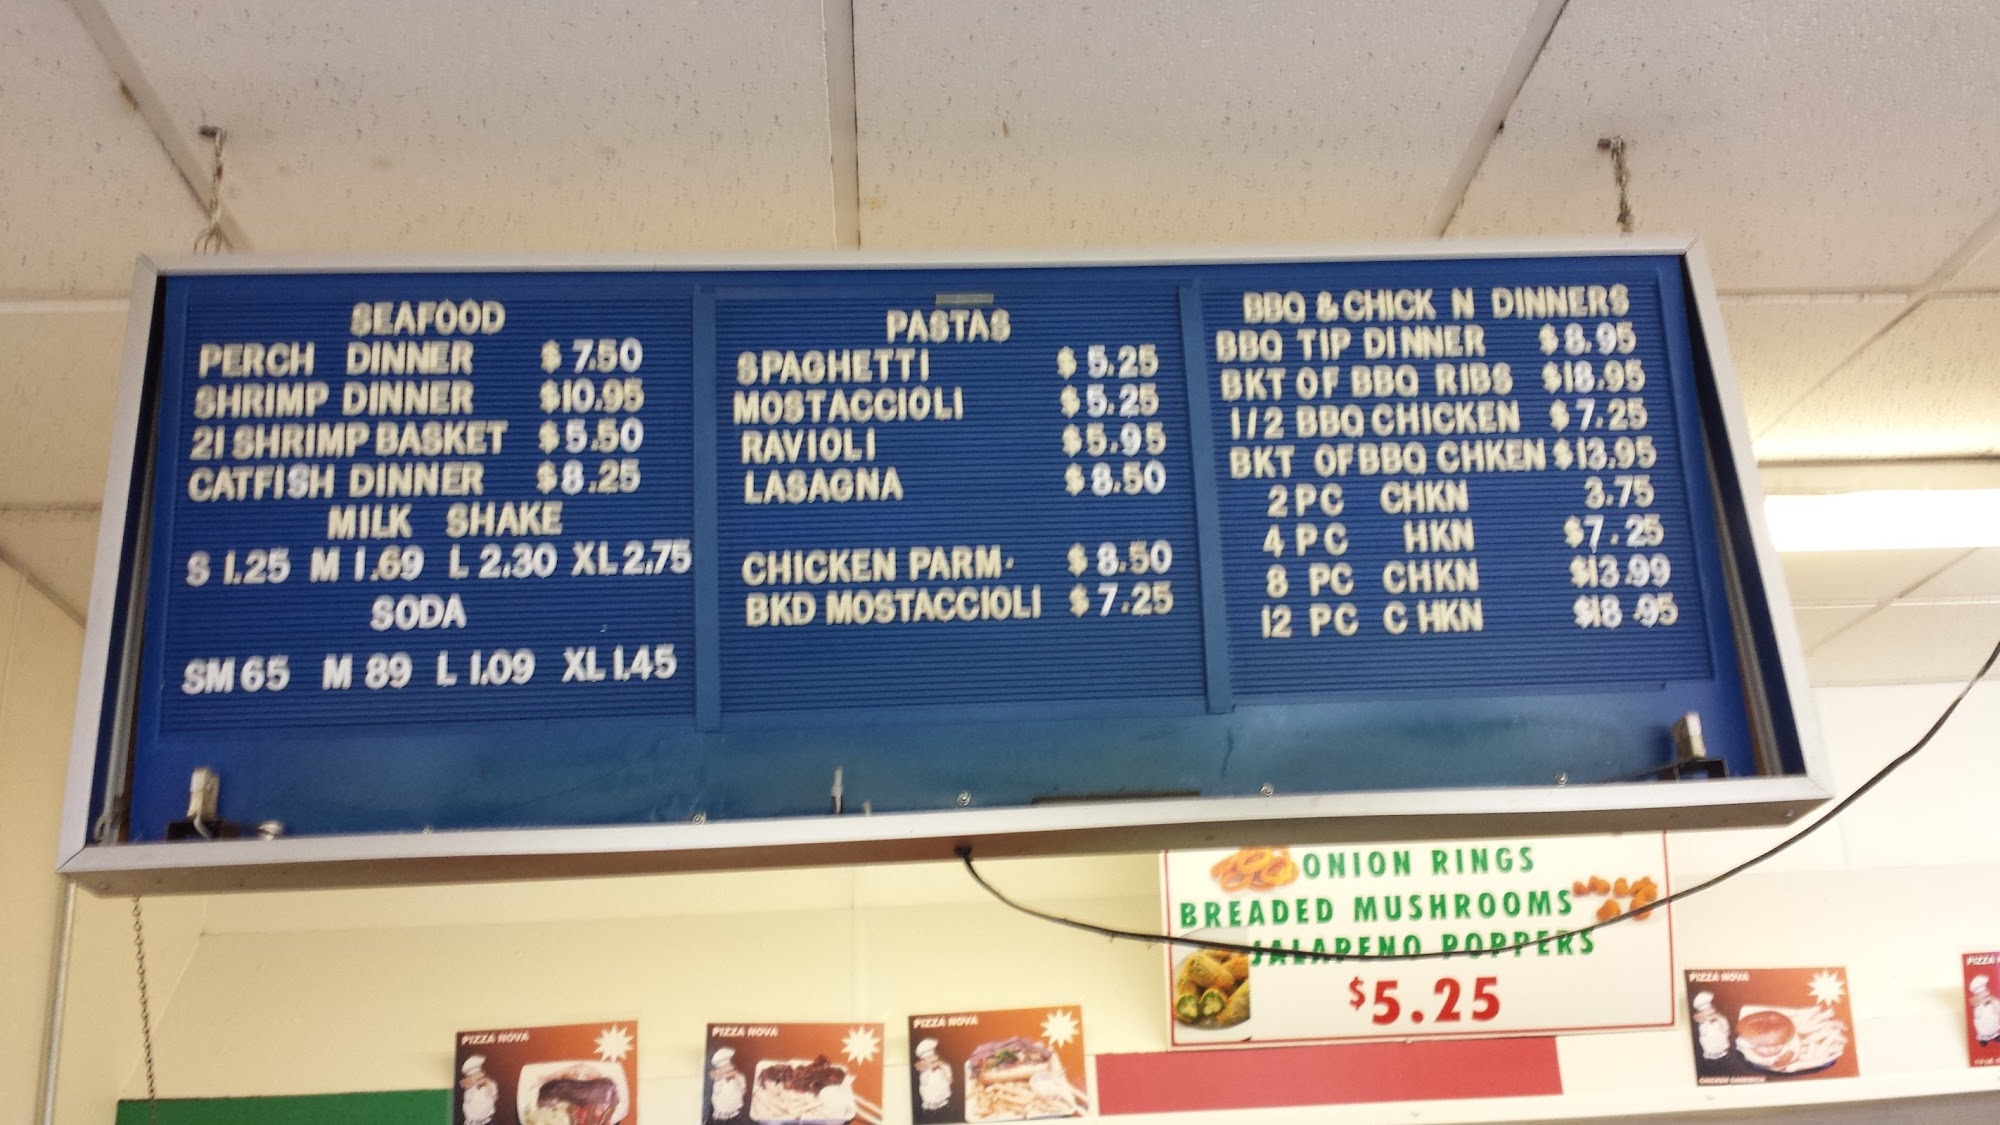 SEAFOOD
PERCH DINNER $ 7.50
SHRIMP DINNER $10.95
21 SHRIMP BASKET $5.50
CATFISH DINNER $8.25
MILK SHAKE
S 1.25 M 1.69 L 2.30 XL 2.75
SODA
SM 65 M 89 L 1.09 XL 1.45
PASTAS
SPAGHETTI $5.25
MOSTACCIOLI $5.25
RAVIOLI $5.95
LASAGNA $8.50
CHICKEN PARM. $8.50
BKD MOSTACCIOLI $7.25
BBQ & CHICK N DINNERS
BBQ TIP DINNER $8.95
BKT OF BBQ RIBS $18.95
1/2 BBQ CHICKEN $7.25
BKT OF BBQ CHKEN $13.95
2 PC CHKN 3.75
4 PC HKN $7.25
8 PC CHKN $13.99
12 PC C HKN $18.95
ONION RINGS
BREADED MUSHROOMS
JALAPENO POPPERS
$5.25
PIZZA NOVA
PIZZA NOVA
PIZZA NOVA
PIZZA NOVA
CHICKEN SANDWICH
PIZZA